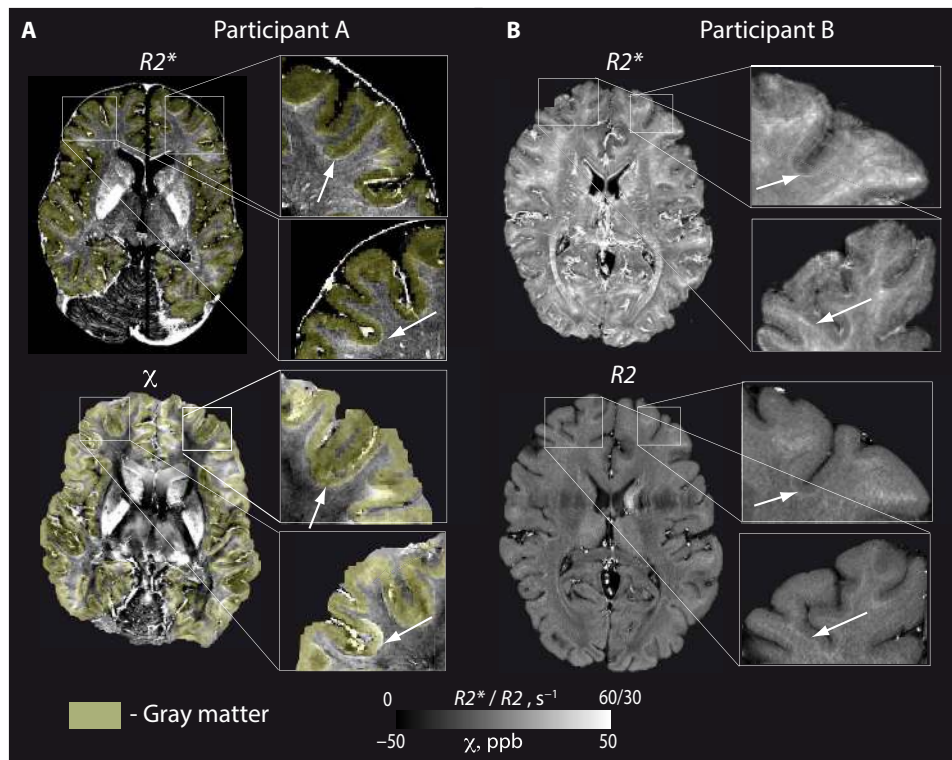 A Participant A B Participant B
R2* R2*
χ R2
0 R2* / R2 , s⁻¹ 60/30
- Gray matter
−50 χ, ppb 50